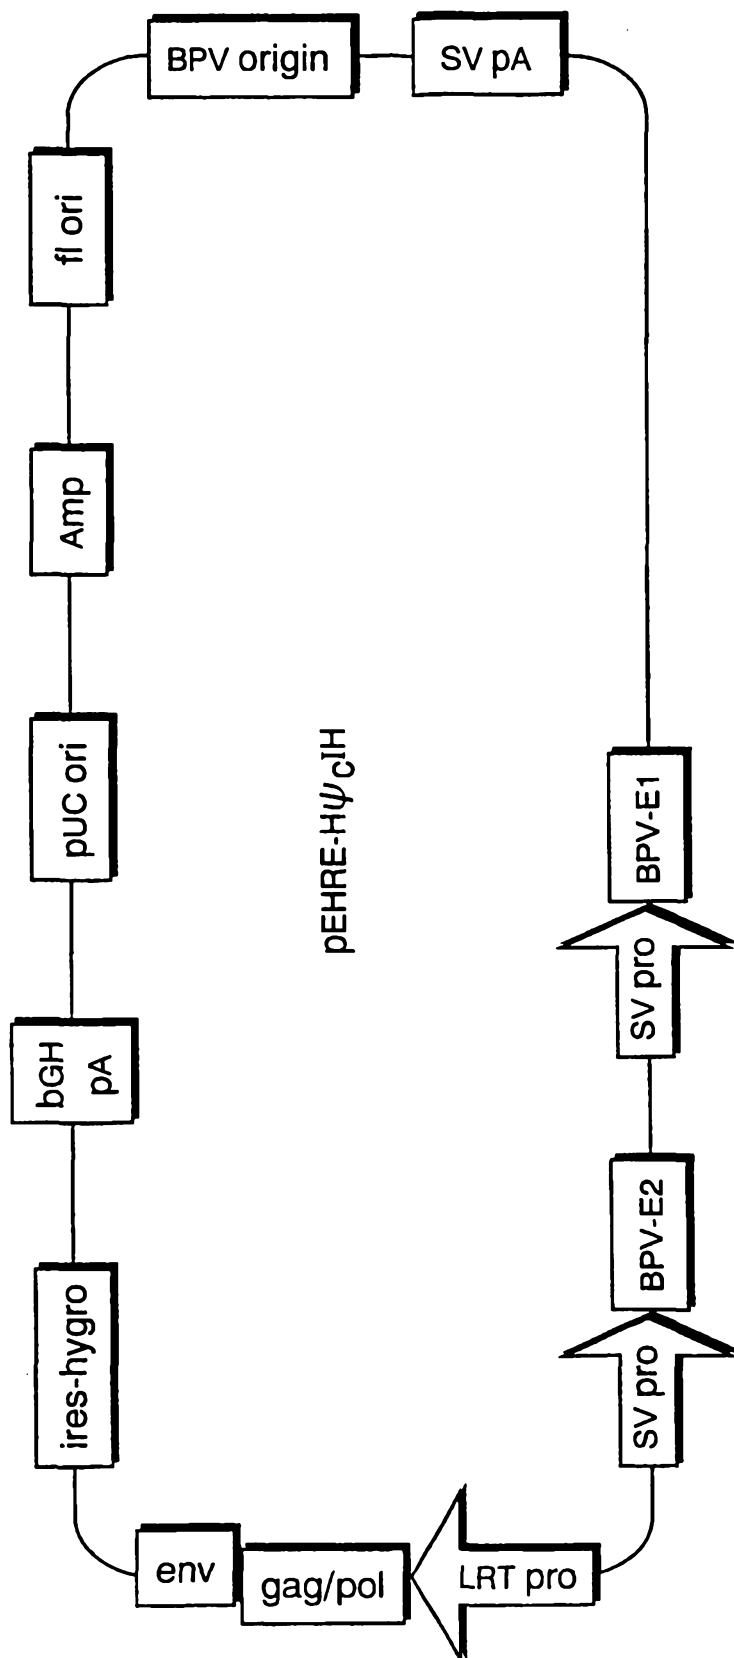 BPV origin
SV pA
fl ori
Amp
pUC ori
bGH
pA
ires-hygro
env
gag/pol
LRT pro
SV pro
BPV-E2
SV pro
BPV-E1
pEHRE-HψcIH